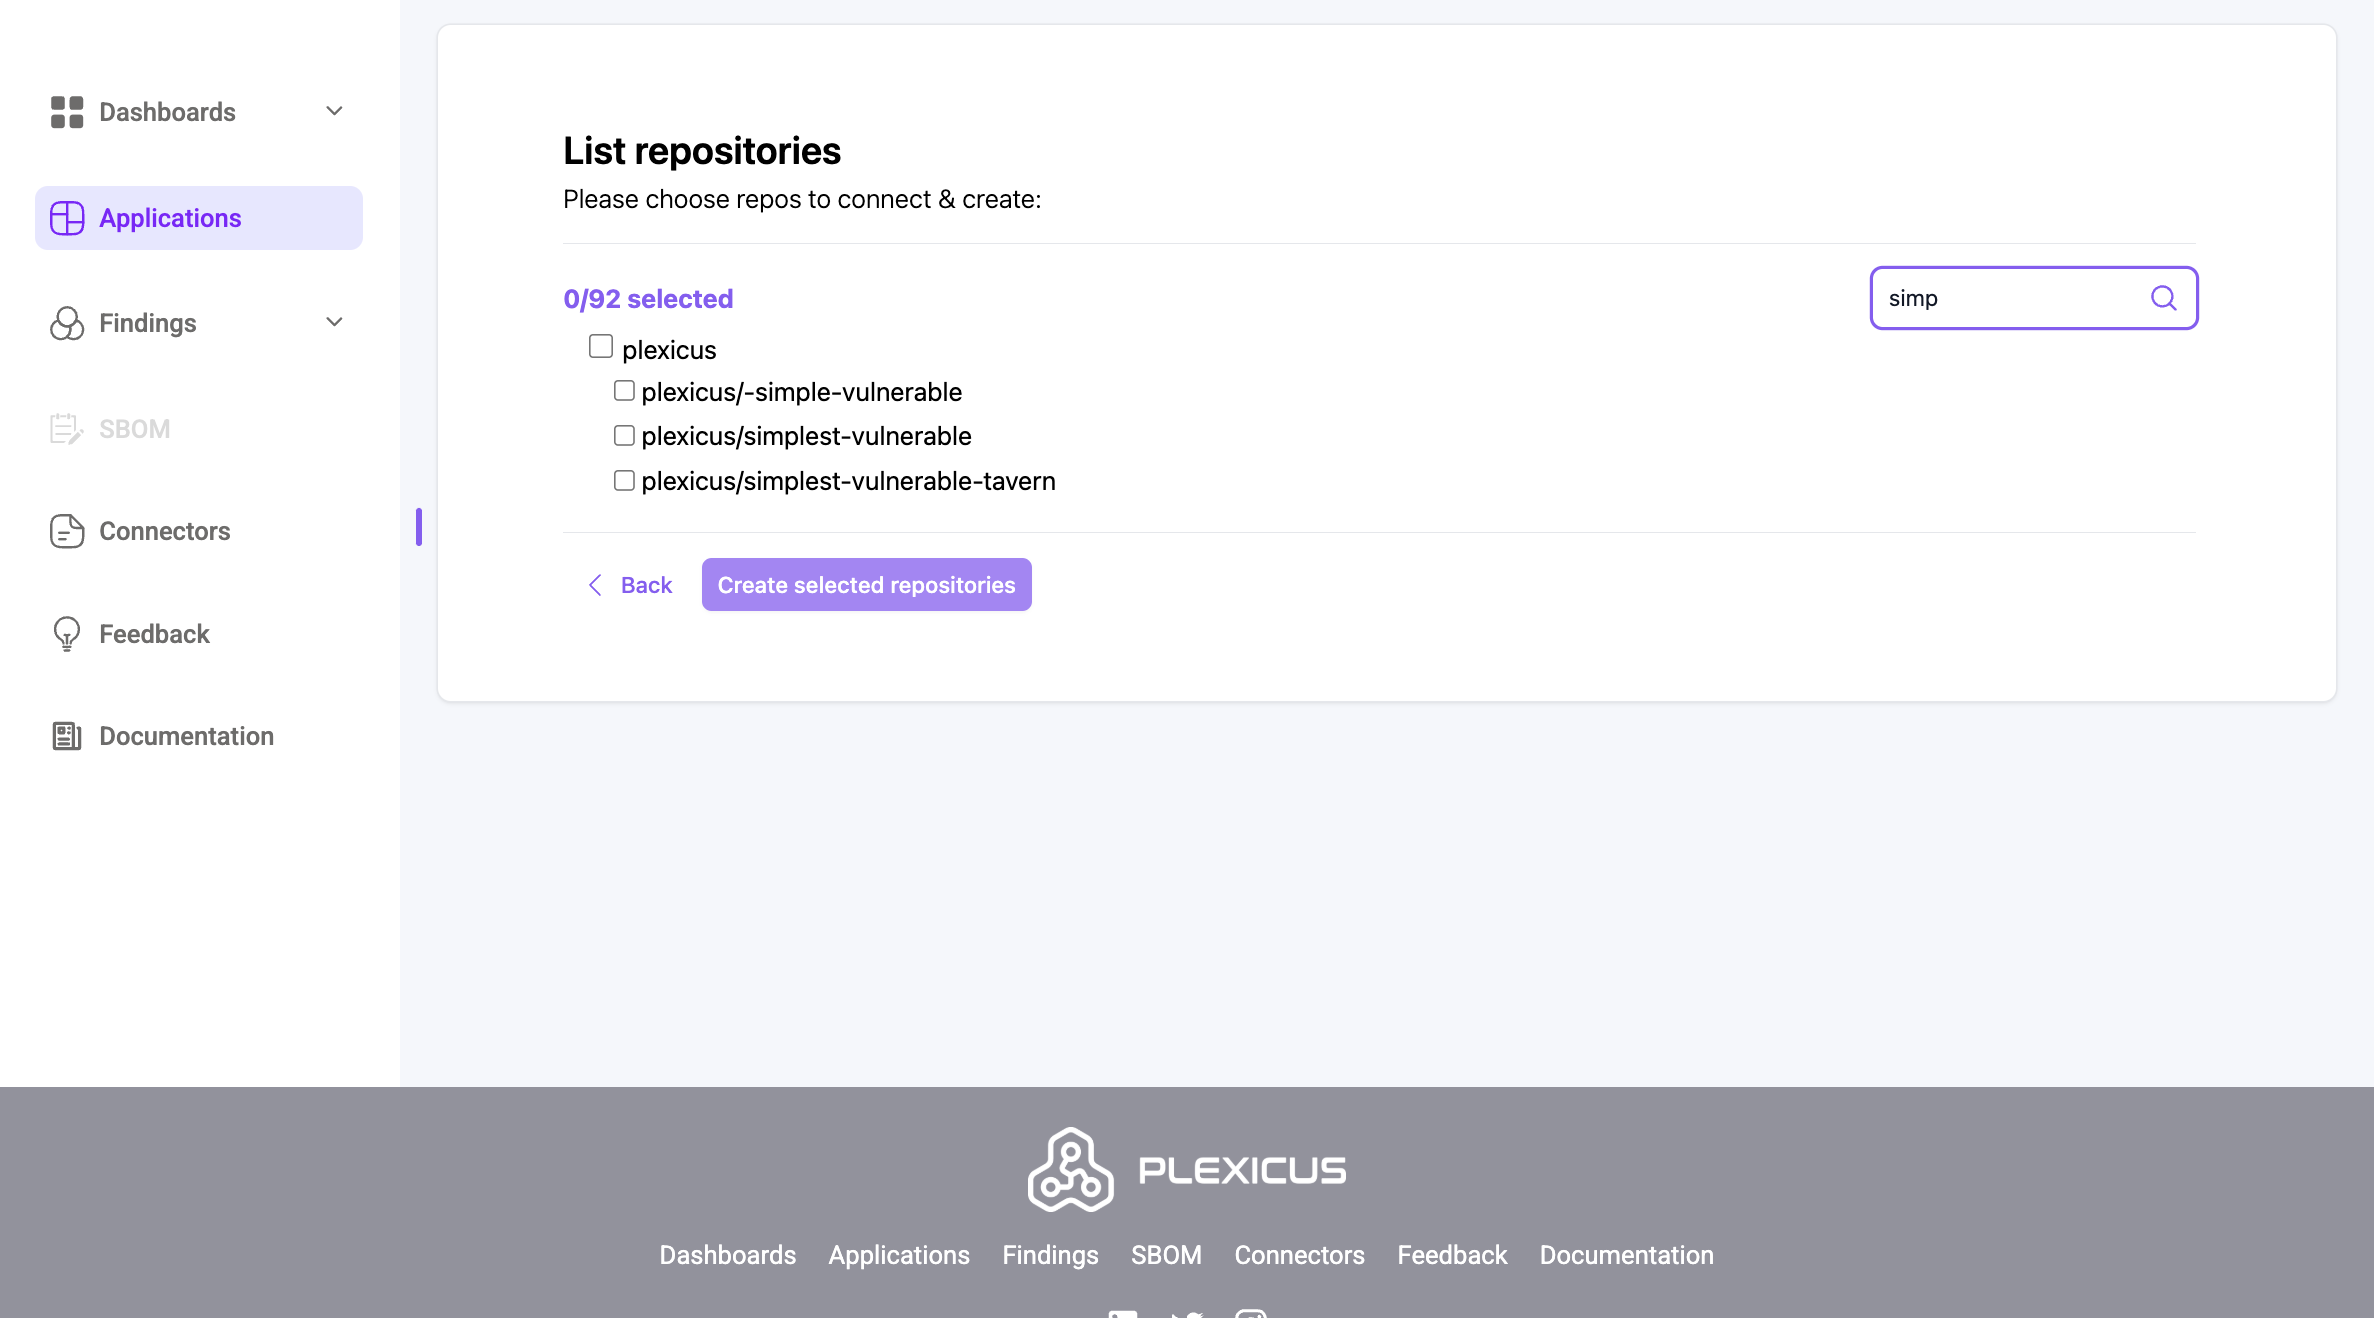 Dashboards
Applications
Findings
SBOM
Connectors
Feedback
Documentation
List repositories
Please choose repos to connect & create:
0/92 selected
simp
plexicus
plexicus/-simple-vulnerable
plexicus/simplest-vulnerable
plexicus/simplest-vulnerable-tavern
Back
Create selected repositories
PLEXICUS
Dashboards Applications Findings SBOM Connectors Feedback Documentation